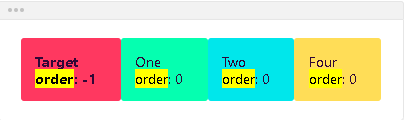 Target
order: -1
One
order: 0
Two
order: 0
Four
order: 0